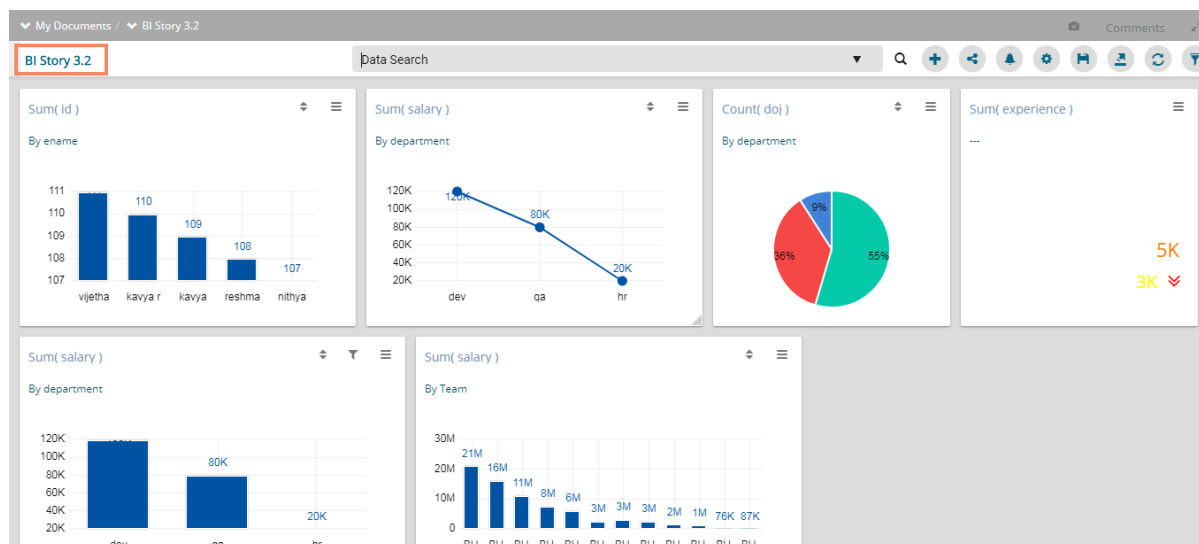 My Documents / BI Story 3.2
Comments
BI Story 3.2
Data Search
Sum( id )
By ename
111
110
109
108
107
110
109
108
107
vijetha kavya r kavya reshma nithya
Sum( salary )
By department
120K
100K
80K
60K
40K
20K
120K
80K
20K
dev qa hr
Count( doj )
By department
9%
36%
55%
Sum( experience )
---
5K
3K
Sum( salary )
By department
120K
100K
80K
60K
40K
20K
80K
20K
dev qa hr
Sum( salary )
By Team
30M
20M
10M
0
21M 16M 11M 8M 6M 3M 3M 3M 2M 1M 76K 87K